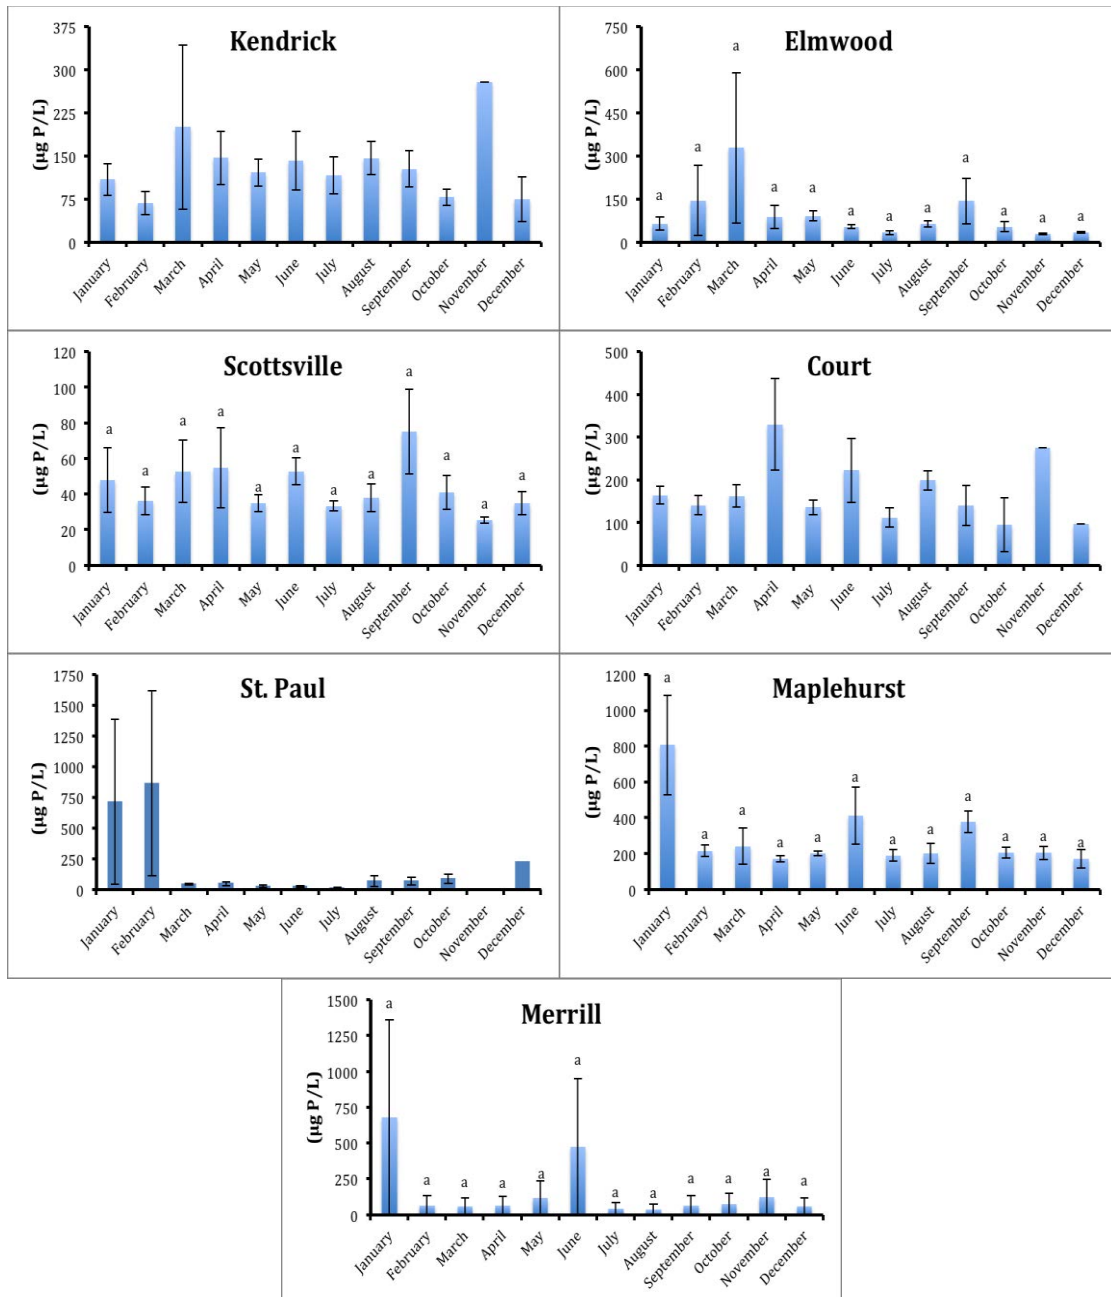 Kendrick
(µg P/L)
375
300
225
150
75
0
January
February
March
April
May
June
July
August
September
October
November
December
Elmwood
(µg P/L)
750
600
450
300
150
0
a
a
a
a
a
a
a
a
a
a
a
a
January
February
March
April
May
June
July
August
September
October
November
December
Scottsville
(µg P/L)
120
100
80
60
40
20
0
a
a
a
a
a
a
a
a
a
a
a
a
January
February
March
April
May
June
July
August
September
October
November
December
Court
(µg P/L)
500
400
300
200
100
0
January
February
March
April
May
June
July
August
September
October
November
December
St. Paul
(µg P/L)
1750
1500
1250
1000
750
500
250
0
January
February
March
April
May
June
July
August
September
October
November
December
Maplehurst
(µg P/L)
1200
1000
800
600
400
200
0
a
a
a
a
a
a
a
a
a
a
a
a
January
February
March
April
May
June
July
August
September
October
November
December
Merrill
(µg P/L)
1500
1250
1000
750
500
250
0
a
a
a
a
a
a
a
a
a
a
a
a
January
February
March
April
May
June
July
August
September
October
November
December